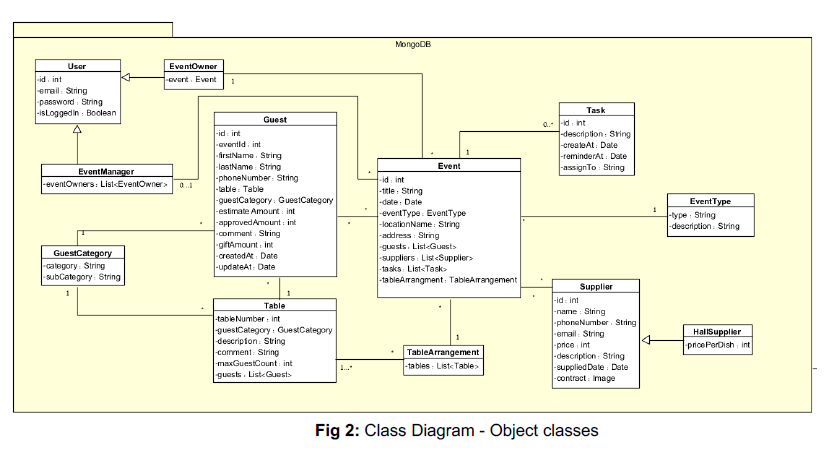 MongoDB
User
-id : int
-email : String
-password : String
-isLoggedIn : Boolean
EventOwner
-event : Event
1
Guest
-id : int
-eventId : int
-firstName : String
-lastName : String
-phoneNumber : String
-table : Table
-guestCategory : GuestCategory
-estimateAmount : int
-approvedAmount : int
-comment : String
-giftAmount : int
-createdAt : Date
-updateAt : Date
Task
-id : int
-description : String
-createAt : Date
-reminderAt : Date
-assignTo : String
0..*
1
*
EventManager
-eventOwners : List<EventOwner>
0...1
*
Event
-id : int
-title : String
-date : Date
-eventType : EventType
-locationName : String
-address : String
-guests : List<Guest>
-suppliers : List<Supplier>
-tasks : List<Task>
-tableArrangment : TableArrangement
EventType
-type : String
-description : String
1
*
*
*
1
*
GuestCategory
-category : String
-subCategory : String
1
*
*
1
Table
-tableNumber : int
-guestCategory : GuestCategory
-description : String
-comment : String
-maxGuestCount : int
-guests : List<Guest>
*
1
TableArrangement
-tables : List<Table>
*
1...*
*
*
Supplier
-id : int
-name : String
-phoneNumber : String
-email : String
-price : int
-description : String
-suppliedDate : Date
-contract : Image
HallSupplier
-pricePerDish : int
Fig 2: Class Diagram - Object classes